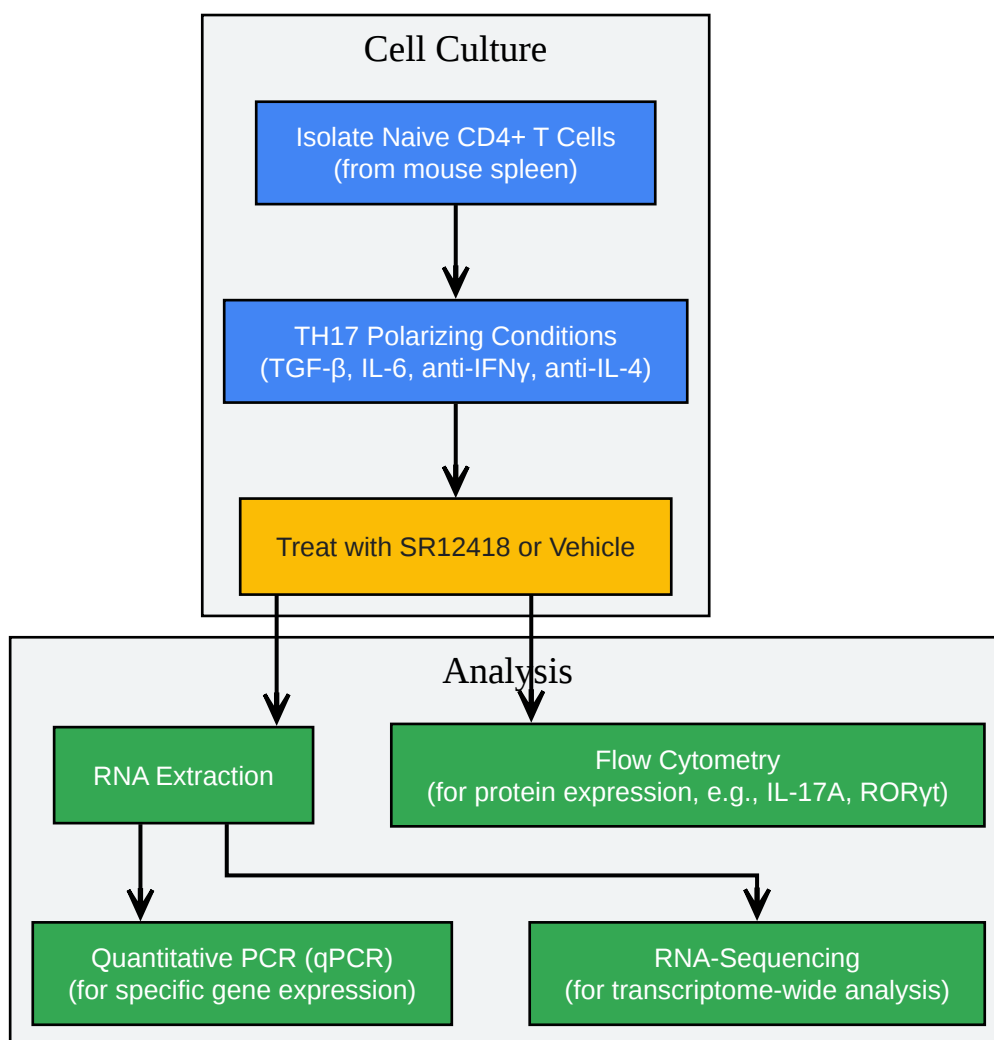 Cell Culture
Isolate Naive CD4+ T Cells
(from mouse spleen)
TH17 Polarizing Conditions
(TGF-β, IL-6, anti-IFNγ, anti-IL-4)
Treat with SR12418 or Vehicle
Analysis
RNA Extraction
Flow Cytometry
(for protein expression, e.g., IL-17A, RORγt)
Quantitative PCR (qPCR)
(for specific gene expression)
RNA-Sequencing
(for transcriptome-wide analysis)